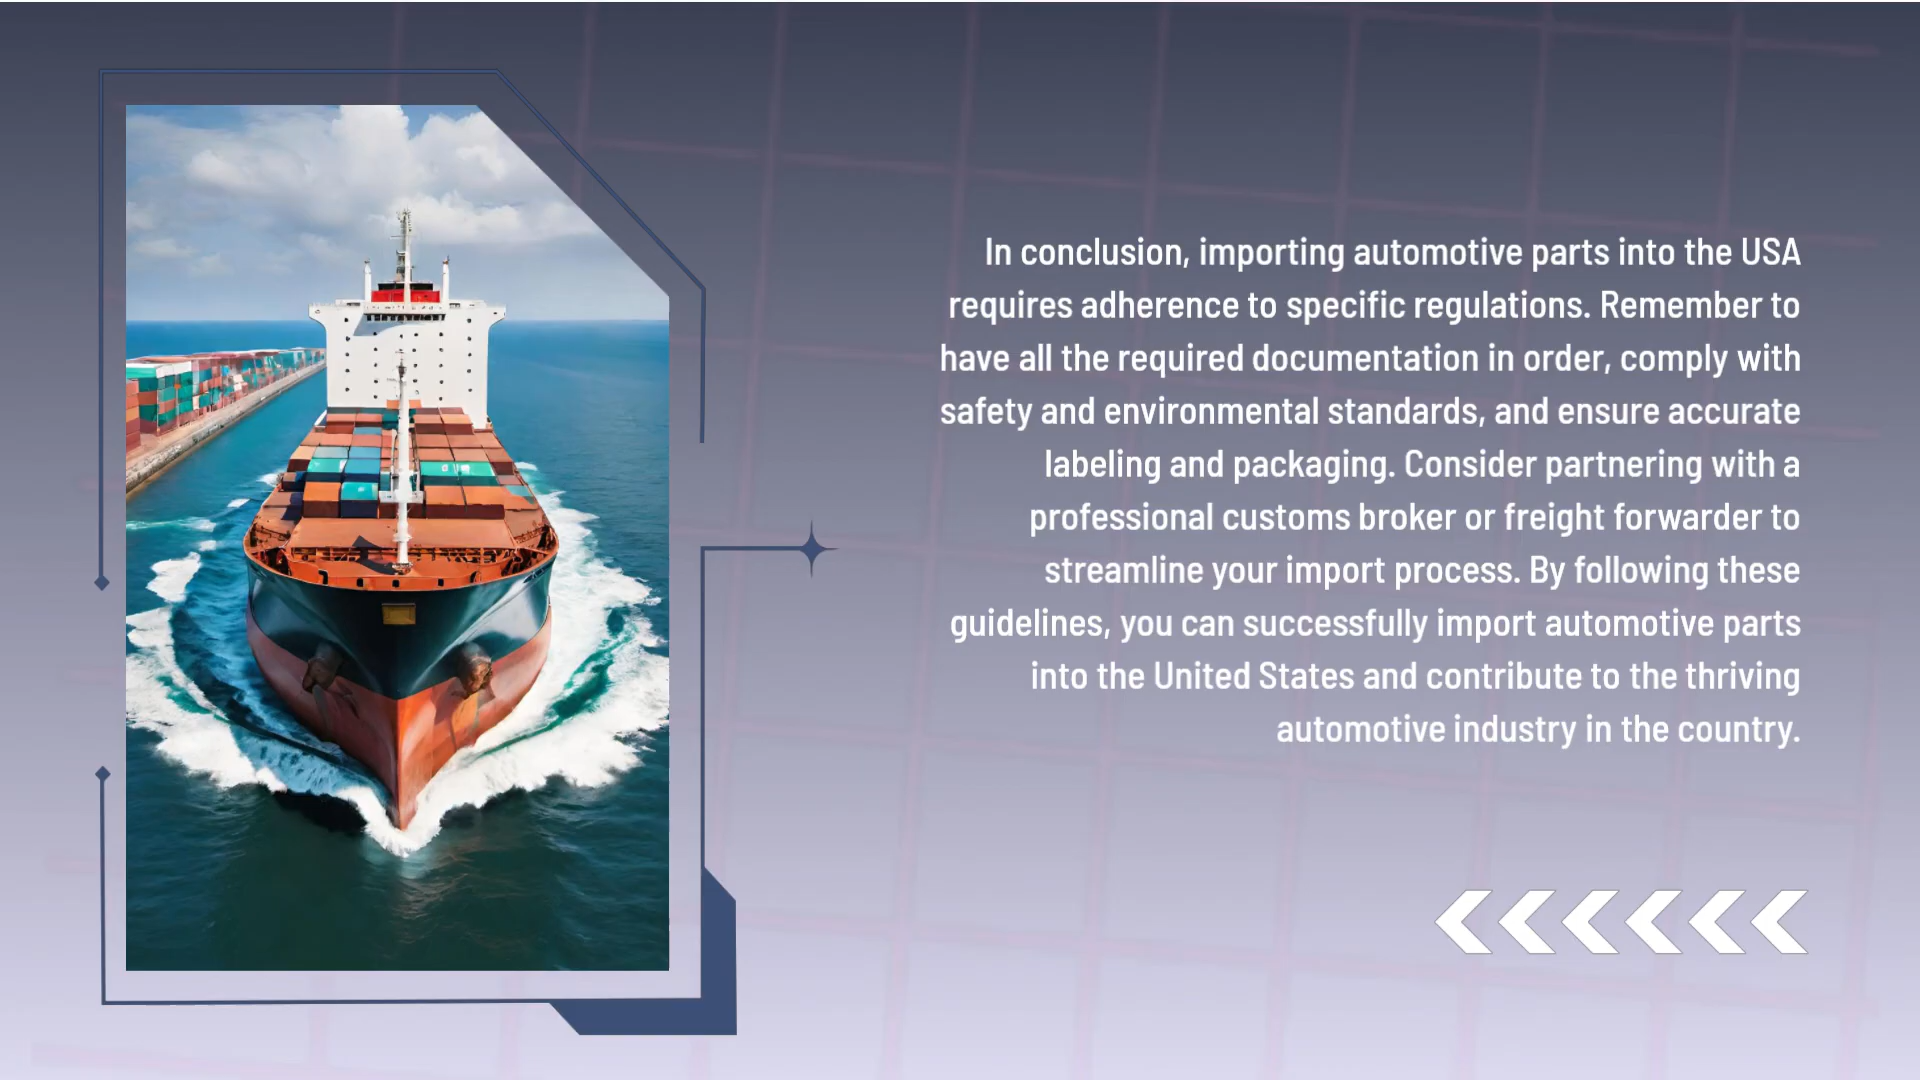 In conclusion, importing automotive parts into the USA
requires adherence to specific regulations. Remember to
have all the required documentation in order, comply with
safety and environmental standards, and ensure accurate
labeling and packaging. Consider partnering with a
professional customs broker or freight forwarder to
streamline your import process. By following these
guidelines, you can successfully import automotive parts
into the United States and contribute to the thriving
automotive industry in the country.